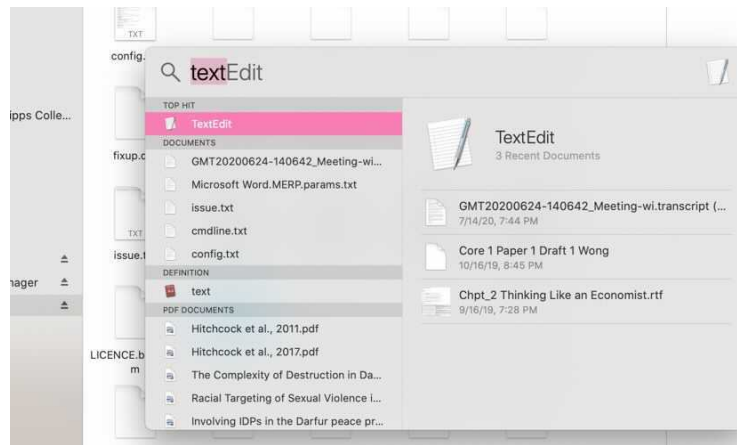 TXT
config.
ipps Colle...
fixup.c
TXT
issue.t
nager
LICENCE.b
m
textEdit
TOP HIT
TextEdit
DOCUMENTS
GMT20200624-140642_Meeting-wi...
Microsoft Word.MERP.params.txt
issue.txt
cmdline.txt
config.txt
DEFINITION
text
PDF DOCUMENTS
Hitchcock et al., 2011.pdf
Hitchcock et al., 2017.pdf
The Complexity of Destruction in Da...
Racial Targeting of Sexual Violence i...
Involving IDPs in the Darfur peace pr...
TextEdit
3 Recent Documents
GMT20200624-140642_Meeting-wi.transcript (...
7/14/20, 7:44 PM
Core 1 Paper 1 Draft 1 Wong
10/16/19, 8:45 PM
Chpt_2 Thinking Like an Economist.rtf
9/16/19, 7:28 PM